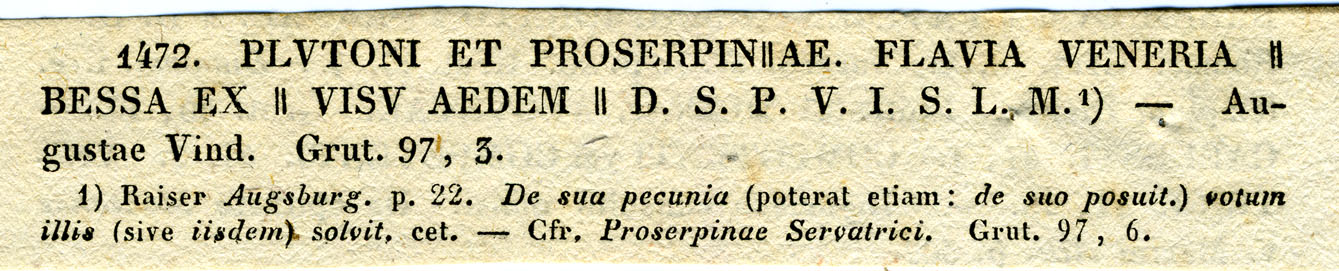 1472. PLVTONI ET PROSERPIN||AE. FLAVIA VENERIA ||
BESSA EX || VISV AEDEM || D. S. P. V. I. S. L. M.¹) — Au-
gustae Vind. Grut. 97, 3.
1) Raiser Augsburg. p. 22. De sua pecunia (poterat etiam: de suo posuit.) votum
illis (sive iisdem) solvit, cet. — Cfr. Proserpinae Servatrici. Grut. 97, 6.